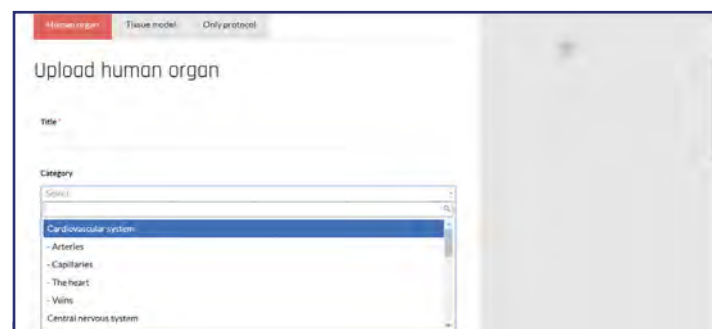 Human organ Tissue model Only protocol
Upload human organ
Title *
Category
Select
Cardiovascular system
- Arteries
- Capillaries
- The heart
- Veins
Central nervous system